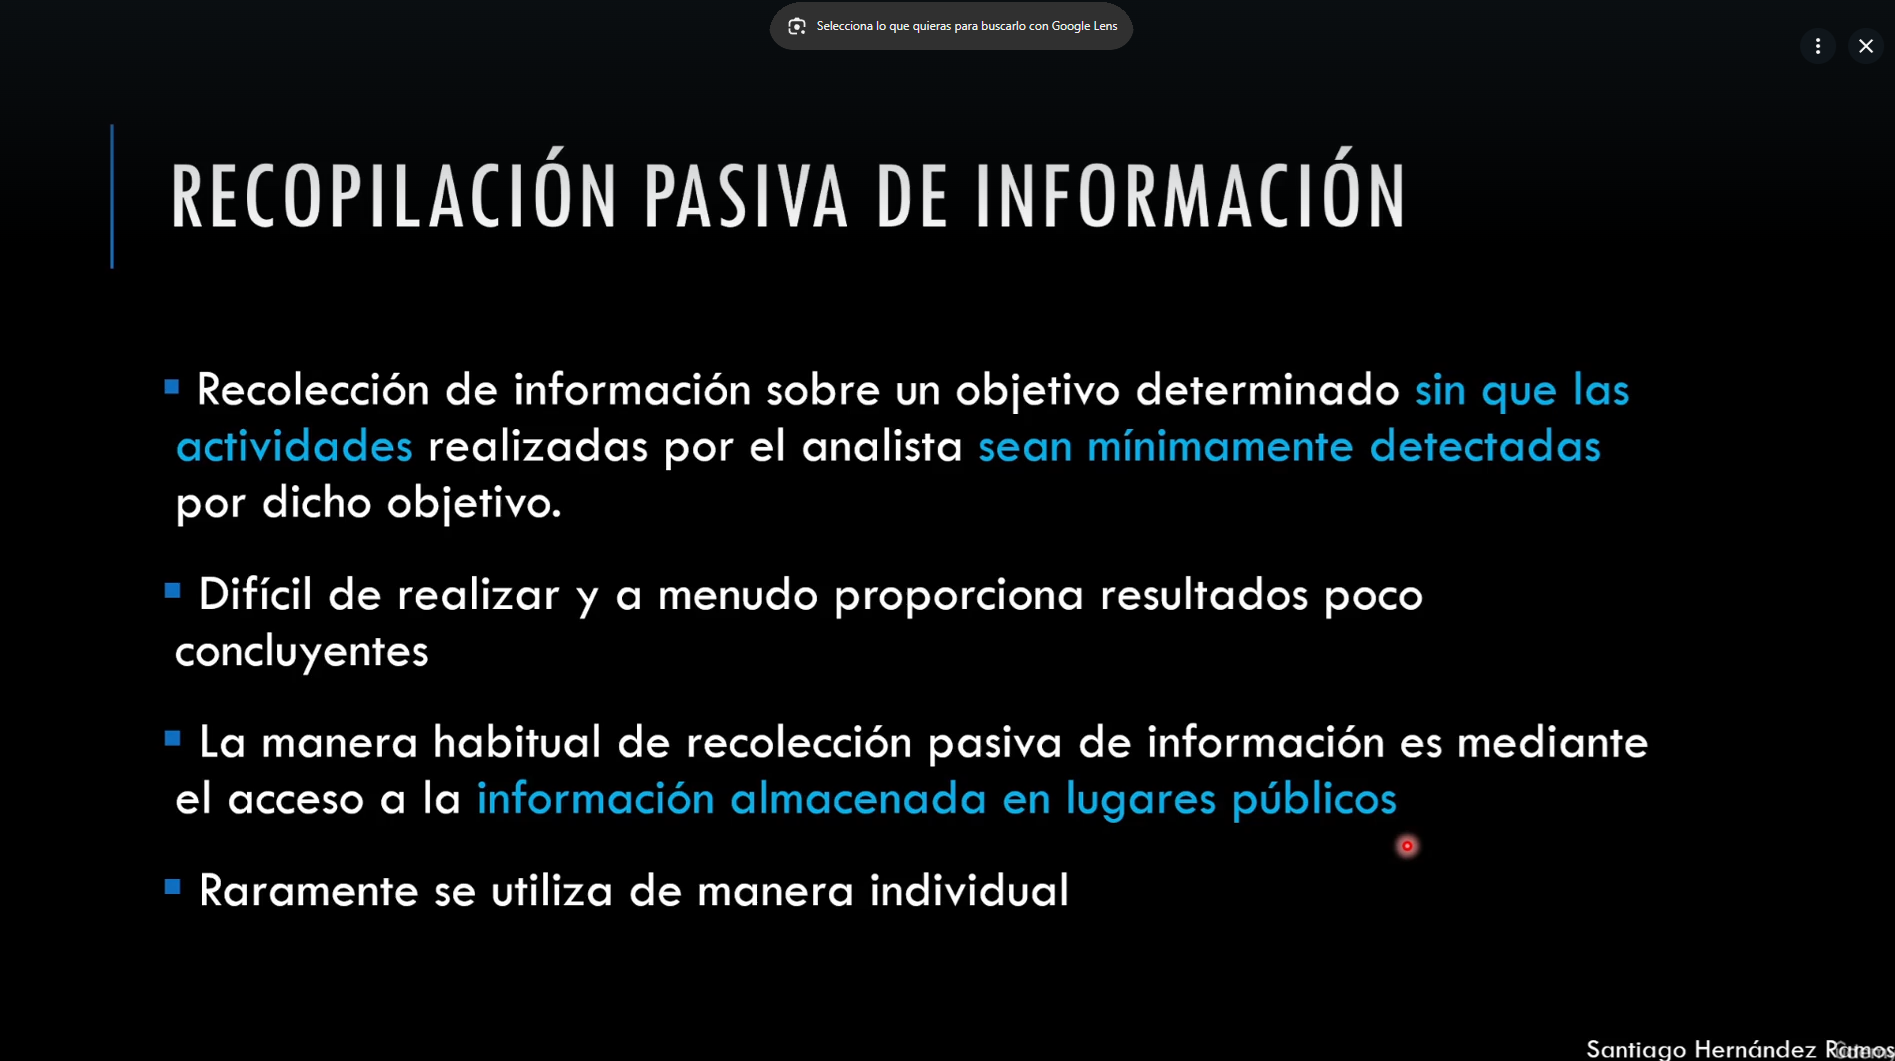 Selecciona lo que quieras para buscarlo con Google Lens
RECOPILACIÓN PASIVA DE INFORMACIÓN
Recolección de información sobre un objetivo determinado sin que las
actividades realizadas por el analista sean mínimamente detectadas
por dicho objetivo.
Difícil de realizar y a menudo proporciona resultados poco
concluyentes
La manera habitual de recolección pasiva de información es mediante
el acceso a la información almacenada en lugares públicos
Raramente se utiliza de manera individual
Santiago Hernández Ramos